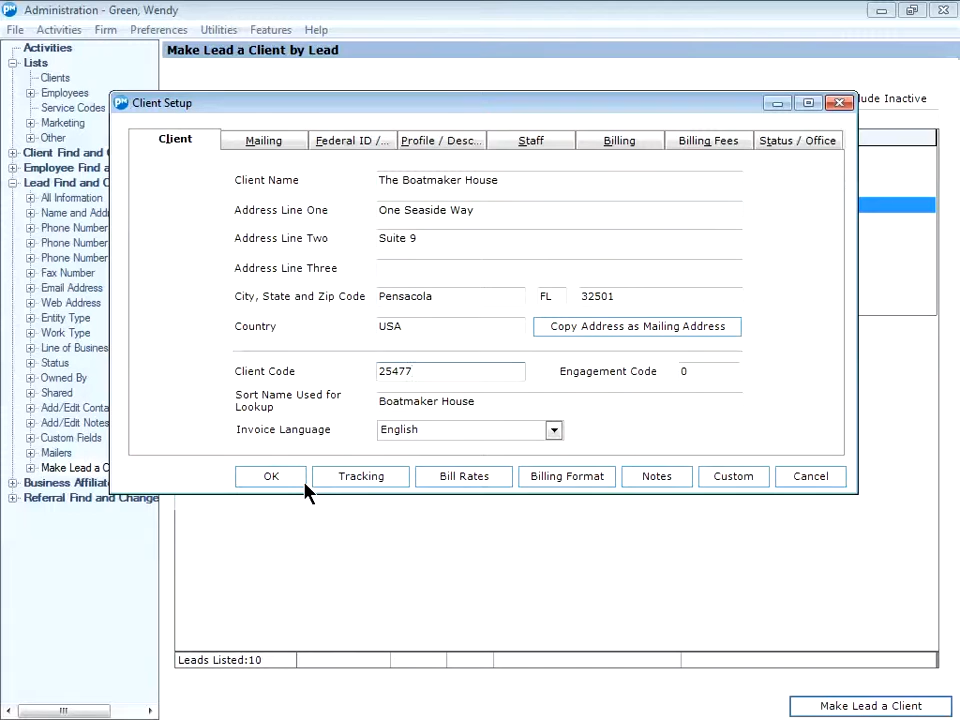 Administration - Green, Wendy
File Activities Firm Preferences Utilities Features Help
Activities
Lists
Clients
Employees
Service Codes
Marketing
Other
Client Find and
Employee Find a
Lead Find and C
All Information
Name and Addr
Phone Number
Phone Number
Phone Number
Fax Number
Email Address
Web Address
Entity Type
Work Type
Line of Busines
Status
Owned By
Shared
Add/Edit Conta
Add/Edit Notes
Custom Fields
Mailers
Make Lead a C
Business Affiliat
Referral Find and Change
Make Lead a Client by Lead
Inactive
Client Setup
Client Mailing Federal ID /... Profile / Desc... Staff Billing Billing Fees Status / Office
Client Name The Boatmaker House
Address Line One One Seaside Way
Address Line Two Suite 9
Address Line Three
City, State and Zip Code Pensacola FL 32501
Country USA Copy Address as Mailing Address
Client Code 25477 Engagement Code 0
Sort Name Used for
Lookup Boatmaker House
Invoice Language English
OK Tracking Bill Rates Billing Format Notes Custom Cancel
Leads Listed:10
Make Lead a Client